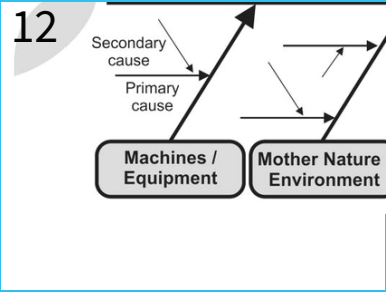 12
Secondary
cause
Primary
cause
Machines /
Equipment
Mother Nature
Environment